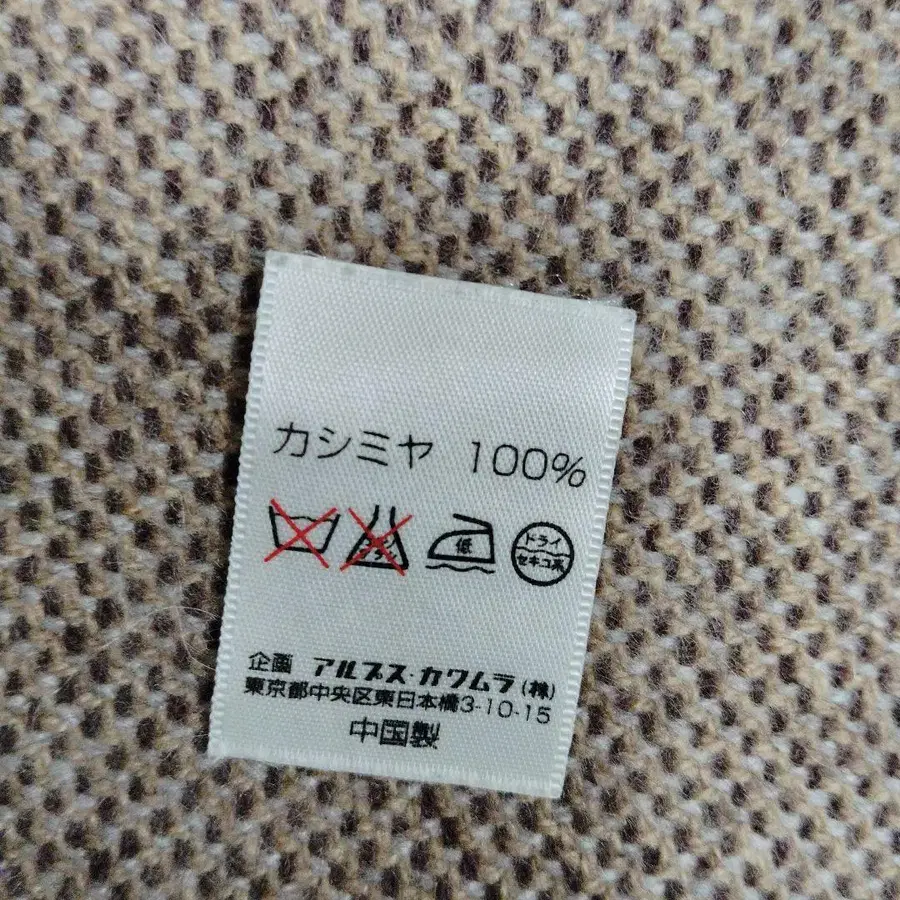 カシミヤ 100%
低 ドライ
セキユ系
企画 アルプス・カワムラ(株)
東京都中央区東日本橋3-10-15
中国製